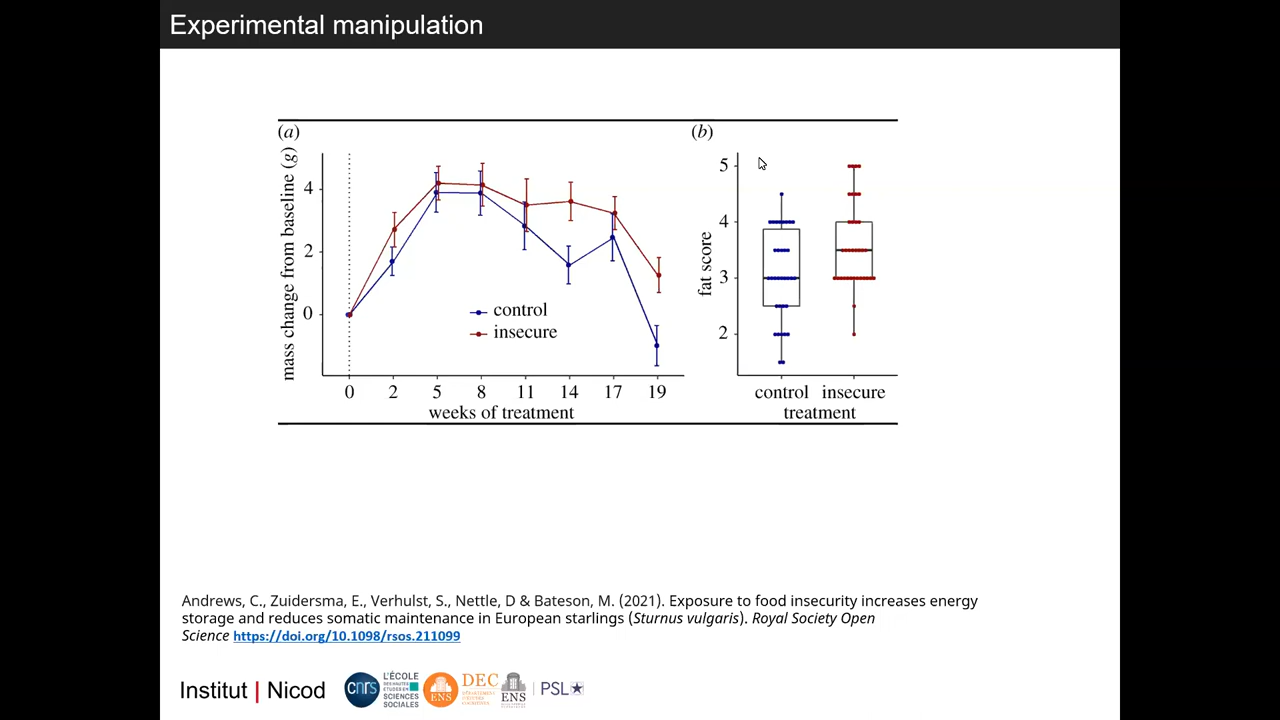 Experimental manipulation
(a)
(b)
mass change from baseline (g)
4
2
0
control
insecure
0 2 5 8 11 14 17 19
weeks of treatment
fat score
5
4
3
2
control insecure
treatment
Andrews, C., Zuidersma, E., Verhulst, S., Nettle, D & Bateson, M. (2021). Exposure to food insecurity increases energy
storage and reduces somatic maintenance in European starlings (Sturnus vulgaris). Royal Society Open
Science https://doi.org/10.1098/rsos.211099
Institut | Nicod
cnrs
L'ÉCOLE
DES HAUTES
ÉTUDES EN
SCIENCES
SOCIALES
ENS
DEC
DÉPARTEMENT
D'ÉTUDES
COGNITIVES
ENS
PSL